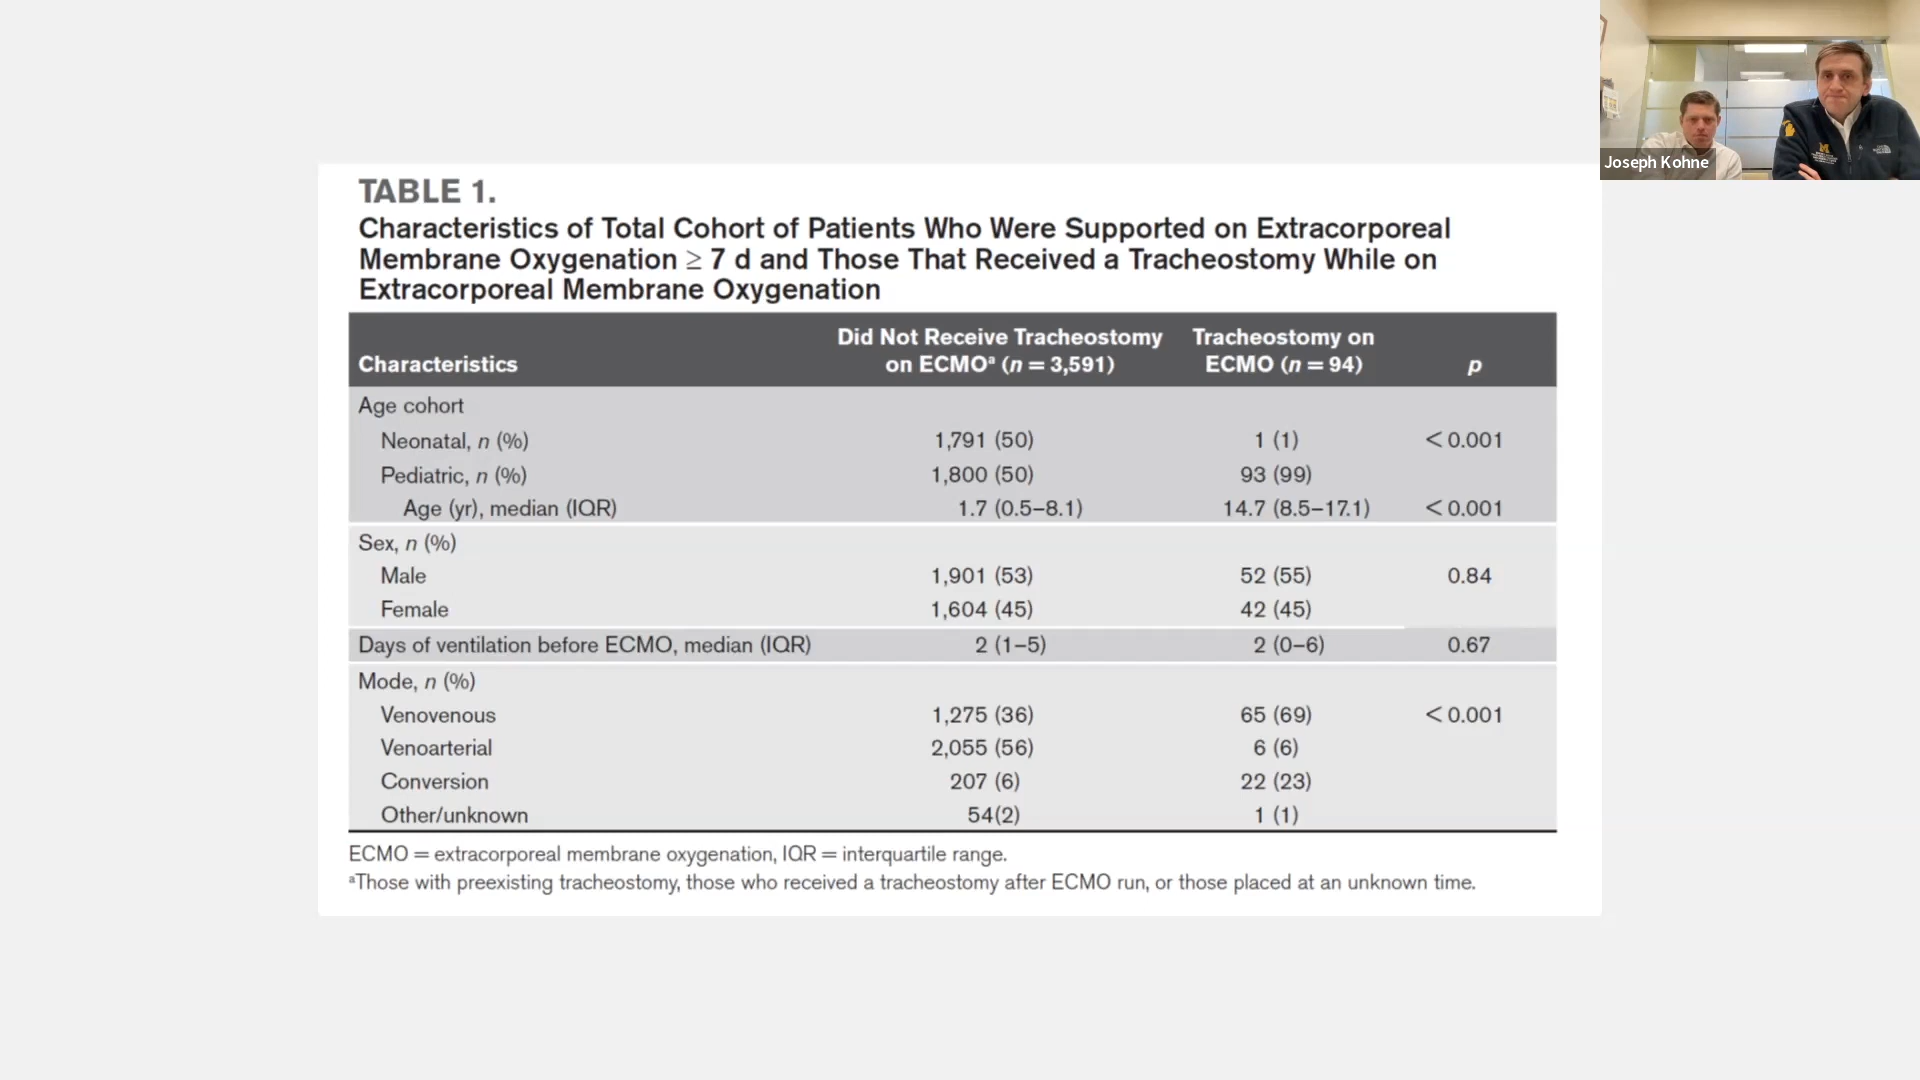 TABLE 1.
Characteristics of Total Cohort of Patients Who Were Supported on Extracorporeal
Membrane Oxygenation ≥ 7 d and Those That Received a Tracheostomy While on
Extracorporeal Membrane Oxygenation
Characteristics
Did Not Receive Tracheostomy
on ECMOª (n = 3,591)
Tracheostomy on
ECMO (n = 94)
p
Age cohort
Neonatal, n (%) 1,791 (50) 1 (1) < 0.001
Pediatric, n (%) 1,800 (50) 93 (99)
Age (yr), median (IQR) 1.7 (0.5–8.1) 14.7 (8.5–17.1) < 0.001
Sex, n (%)
Male 1,901 (53) 52 (55) 0.84
Female 1,604 (45) 42 (45)
Days of ventilation before ECMO, median (IQR) 2 (1–5) 2 (0–6) 0.67
Mode, n (%)
Venovenous 1,275 (36) 65 (69) < 0.001
Venoarterial 2,055 (56) 6 (6)
Conversion 207 (6) 22 (23)
Other/unknown 54(2) 1 (1)
ECMO = extracorporeal membrane oxygenation, IQR = interquartile range.
ªThose with preexisting tracheostomy, those who received a tracheostomy after ECMO run, or those placed at an unknown time.
Joseph Kohne
M